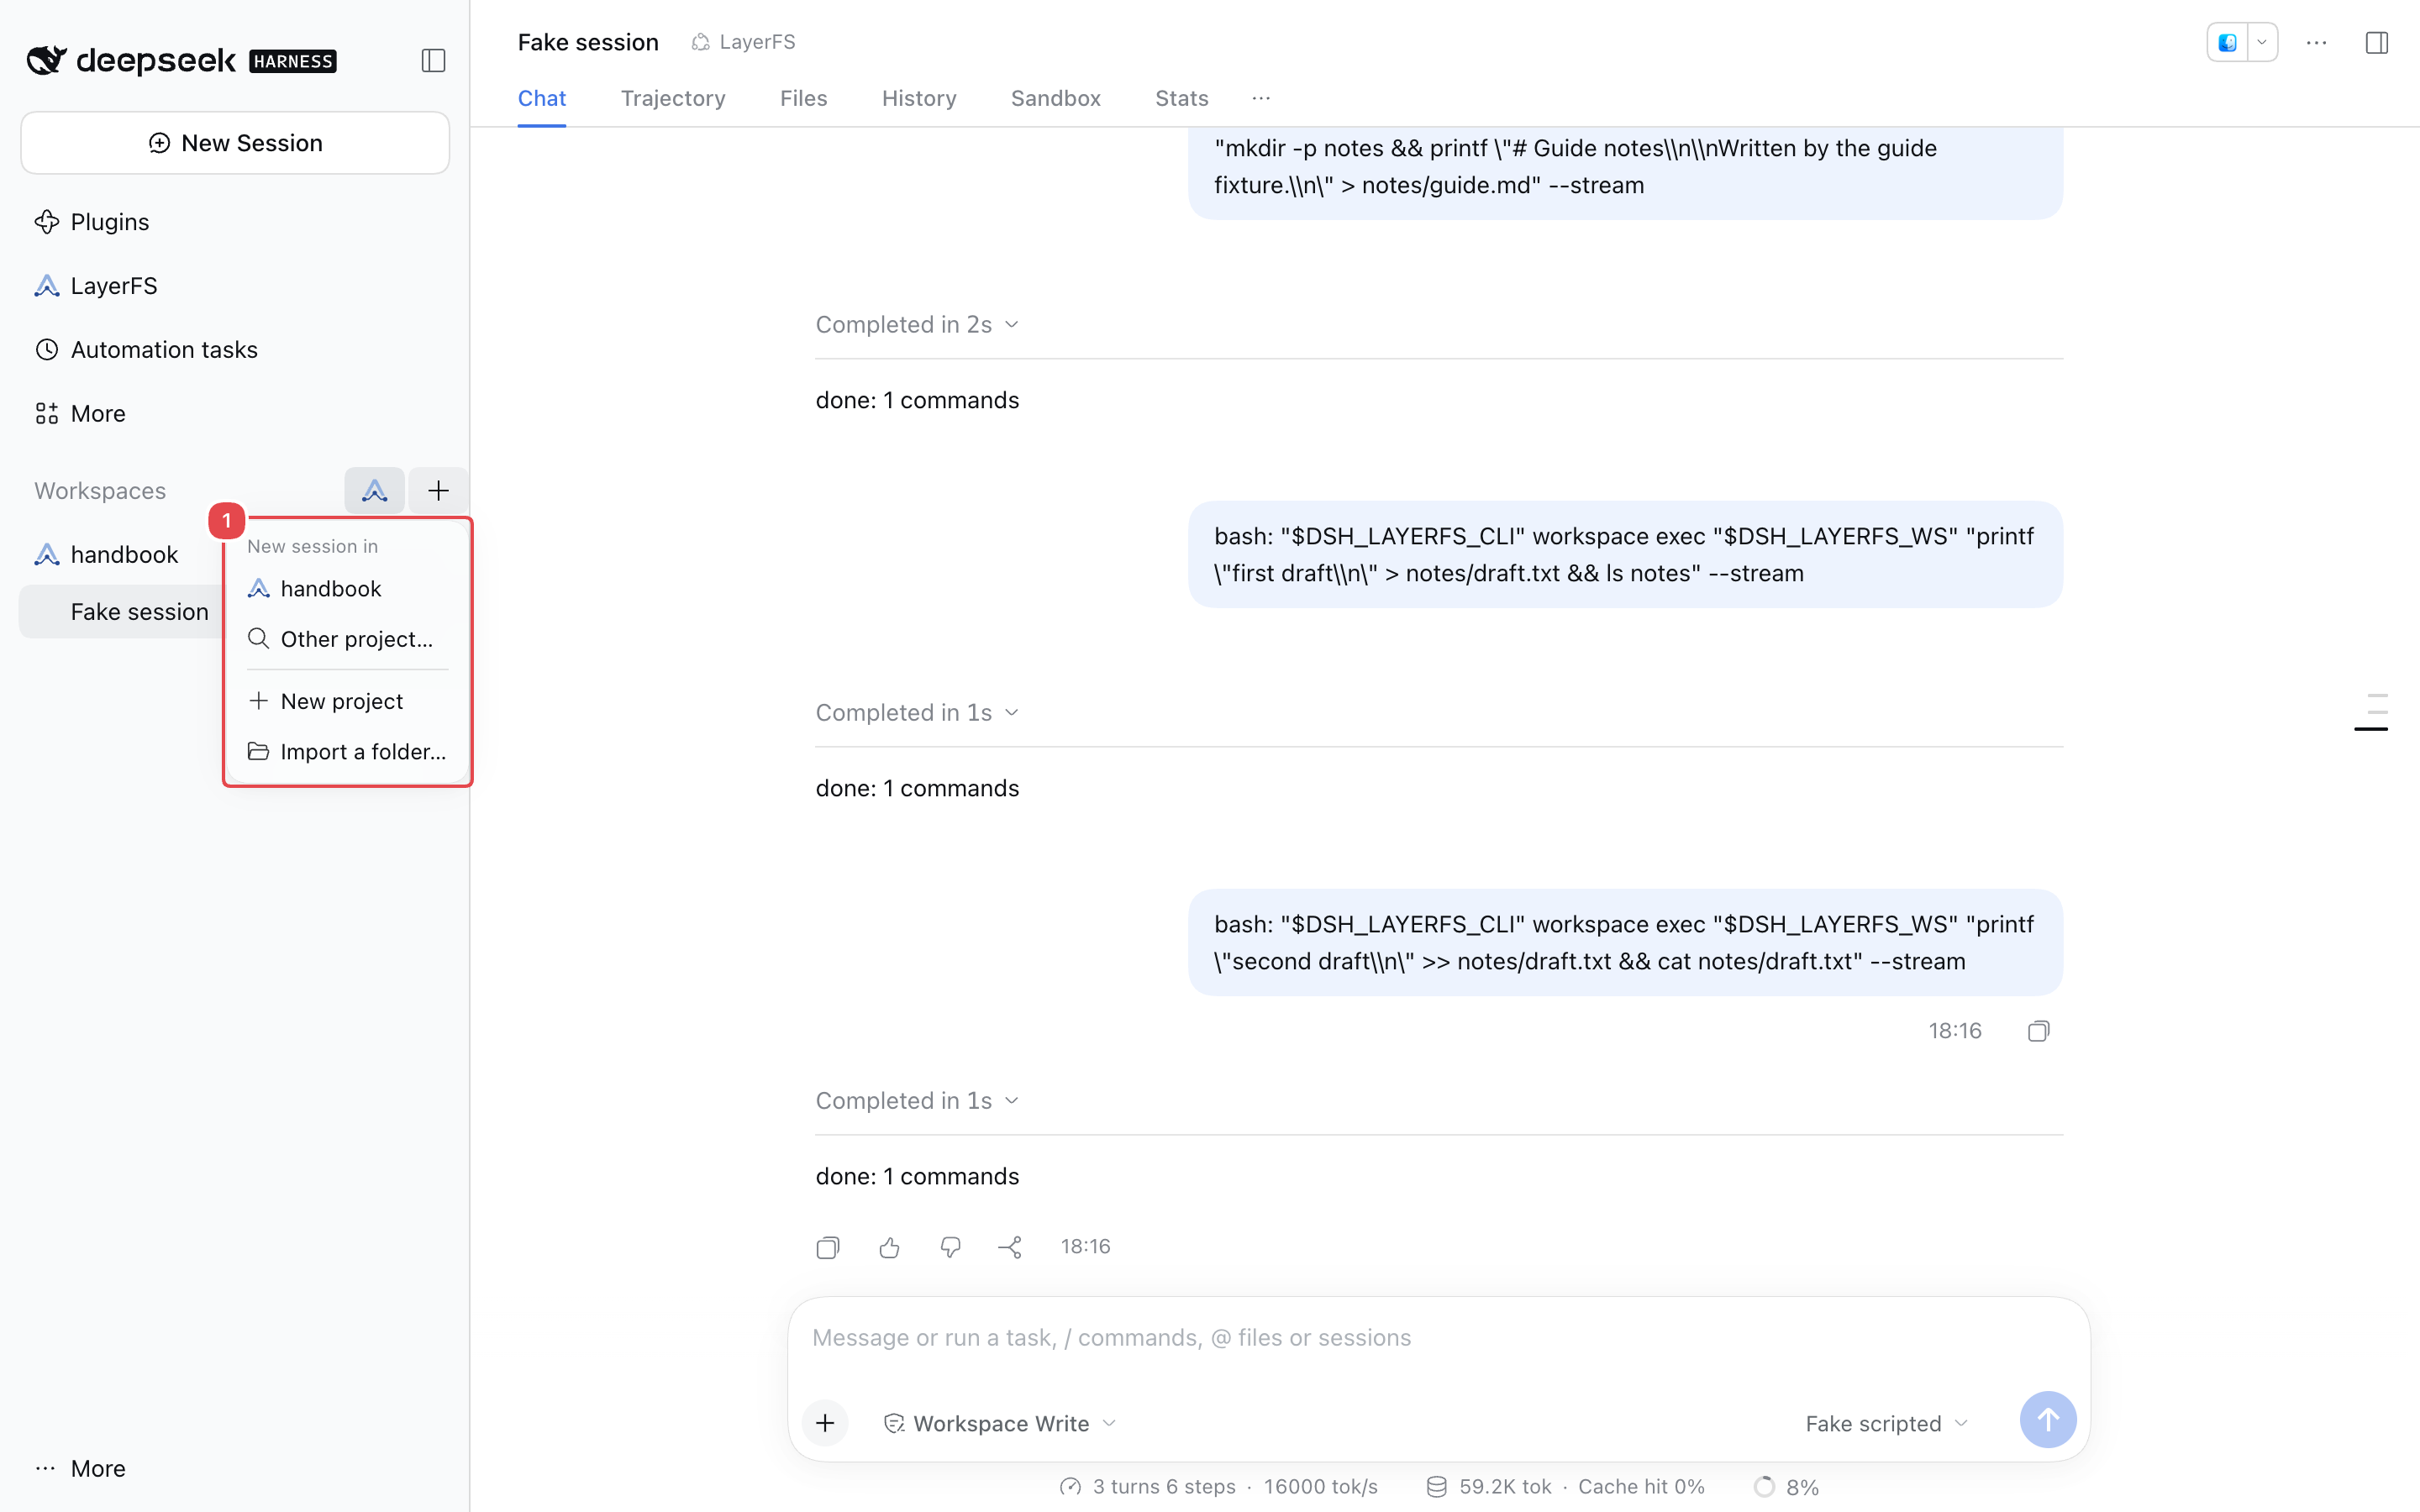 deepseek HARNESS
New Session
Plugins
LayerFS
Automation tasks
More
Workspaces
handbook
Fake session
1
New session in
handbook
Other project...
New project
Import a folder...
More
Fake session LayerFS
Chat Trajectory Files History Sandbox Stats
"mkdir -p notes && printf \"# Guide notes\\n\\nWritten by the guide
fixture.\\n\" > notes/guide.md" --stream
Completed in 2s
done: 1 commands
bash: "$DSH_LAYERFS_CLI" workspace exec "$DSH_LAYERFS_WS" "printf
\"first draft\\n\" > notes/draft.txt && ls notes" --stream
Completed in 1s
done: 1 commands
bash: "$DSH_LAYERFS_CLI" workspace exec "$DSH_LAYERFS_WS" "printf
\"second draft\\n\" >> notes/draft.txt && cat notes/draft.txt" --stream
18:16
Completed in 1s
done: 1 commands
18:16
Message or run a task, / commands, @ files or sessions
Workspace Write Fake scripted
3 turns 6 steps · 16000 tok/s 59.2K tok · Cache hit 0% 8%